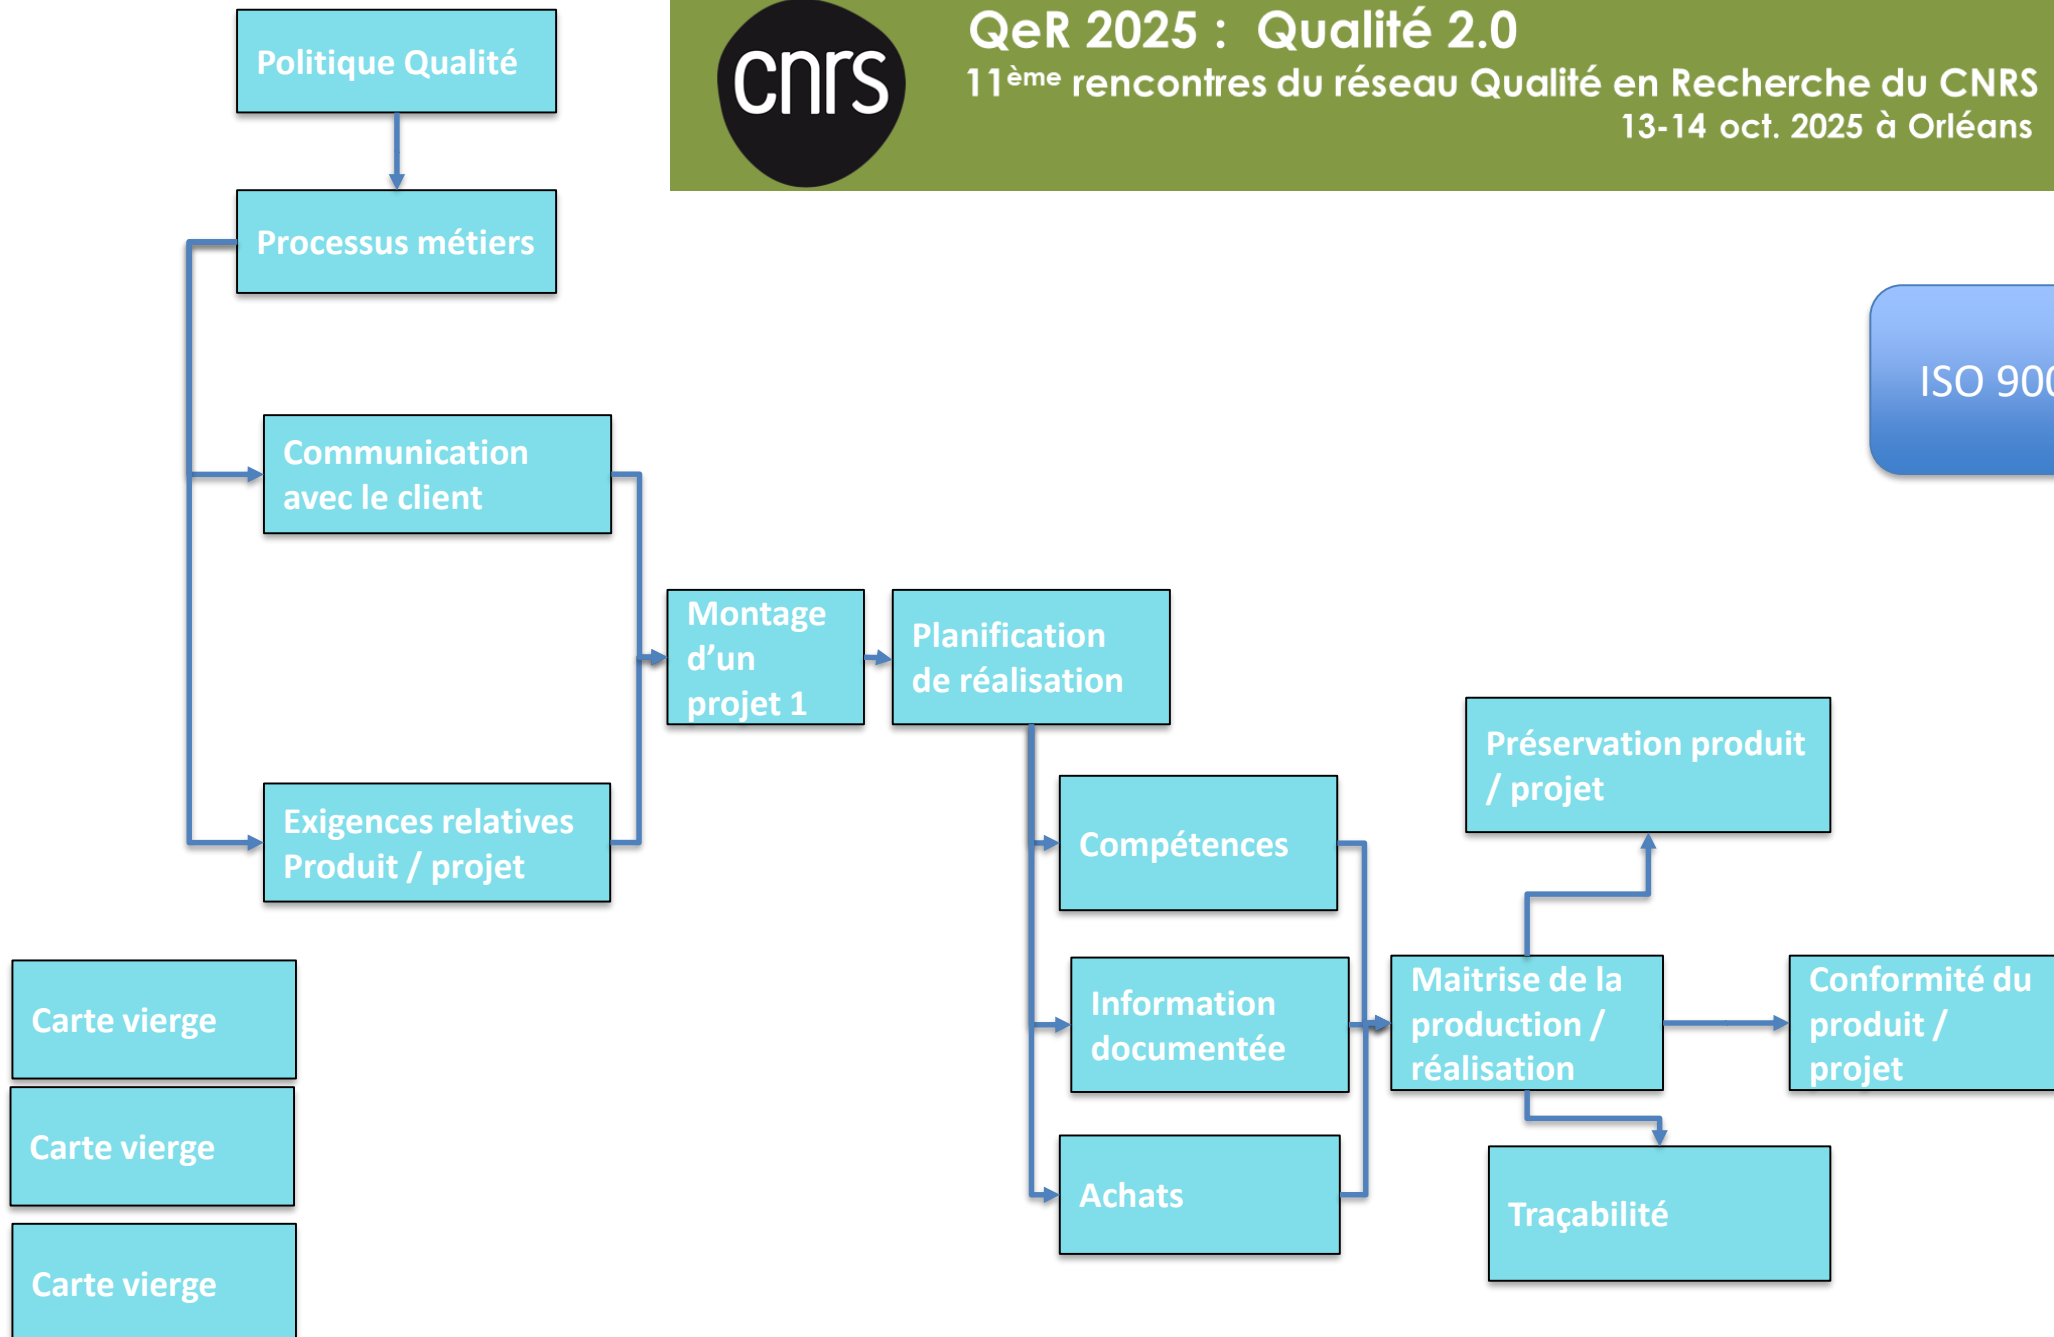 Politique Qualité
cnrs
QeR 2025 : Qualité 2.0
11ème rencontres du réseau Qualité en Recherche du CNRS
13-14 oct. 2025 à Orléans
Processus métiers
ISO 900
Communication
avec le client
Montage
d’un
projet 1
Planification
de réalisation
Préservation produit
/ projet
Exigences relatives
Produit / projet
Compétences
Information
documentée
Achats
Maitrise de la
production /
réalisation
Conformité du
produit /
projet
Traçabilité
Carte vierge
Carte vierge
Carte vierge